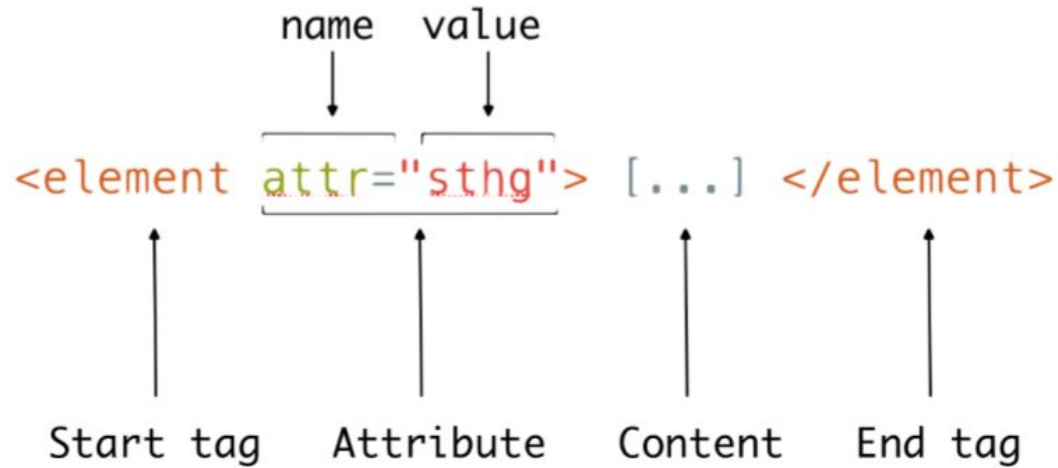 name value
<element attr="sthg"> [...] </element>
Start tag Attribute Content End tag